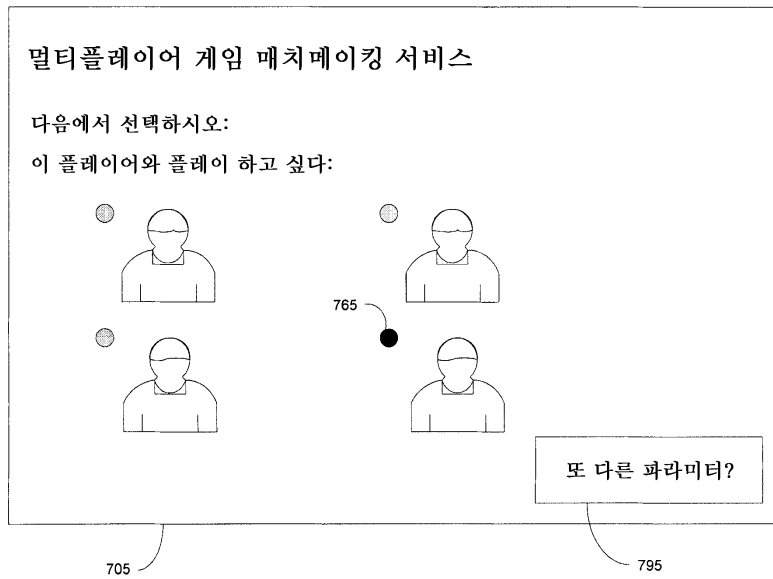 멀티플레이어 게임 매치메이킹 서비스
다음에서 선택하시오:
이 플레이어와 플레이 하고 싶다:
765
또 다른 파라미터?
705
795